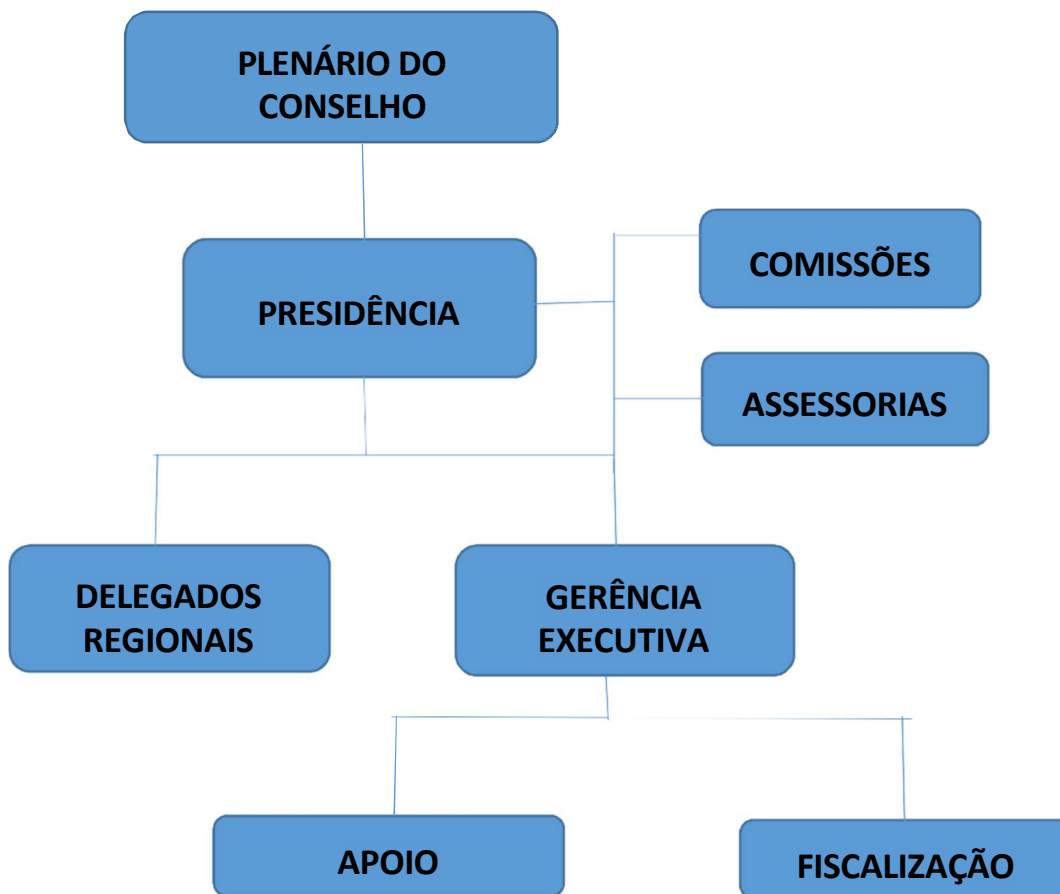 PLENÁRIO DO
CONSELHO
PRESIDÊNCIA
COMISSÕES
ASSESSORIAS
DELEGADOS
REGIONAIS
GERÊNCIA
EXECUTIVA
APOIO
FISCALIZAÇÃO